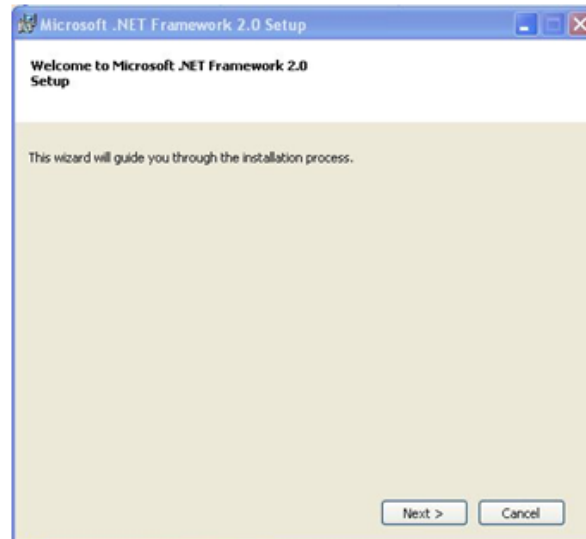 Microsoft .NET Framework 2.0 Setup
Welcome to Microsoft .NET Framework 2.0
Setup
This wizard will guide you through the installation process.
Next >
Cancel